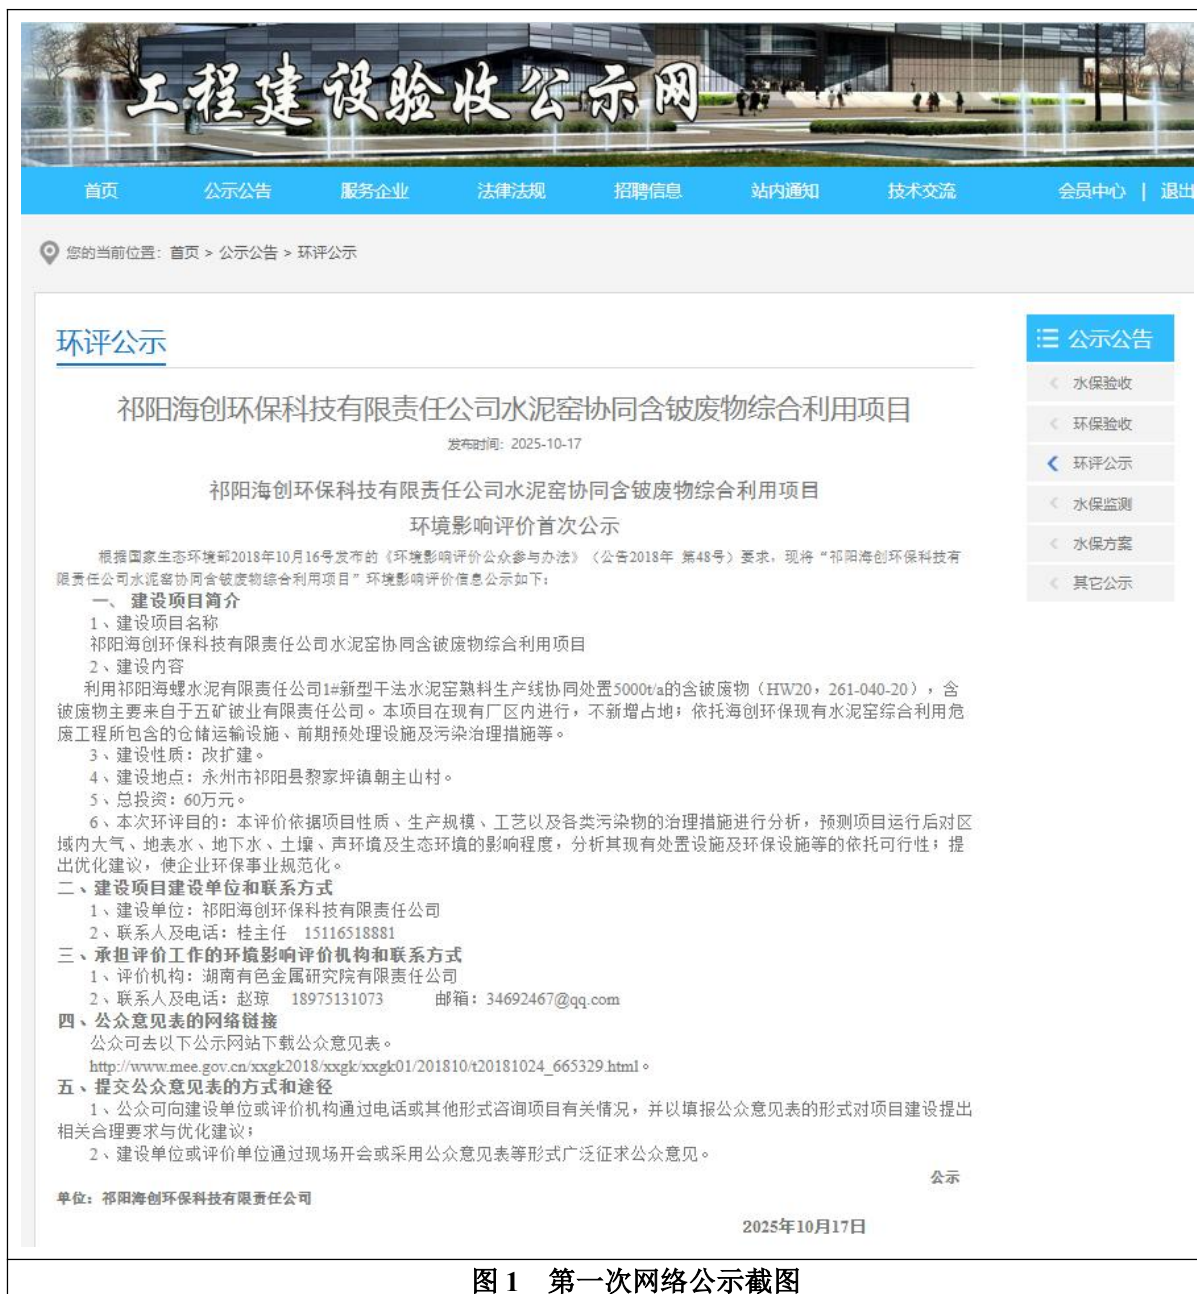 工程建设验收公示网
首页 公示公告 服务企业 法律法规 招聘信息 站内通知 技术交流 会员中心 | 退出
您的当前位置：首页 > 公示公告 > 环评公示
环评公示
祁阳海创环保科技有限责任公司水泥窑协同含铍废物综合利用项目
发布时间：2025-10-17
祁阳海创环保科技有限责任公司水泥窑协同含铍废物综合利用项目
环境影响评价首次公示
根据国家生态环境部2018年10月16号发布的《环境影响评价公众参与办法》（公告2018年 第48号）要求，现将“祁阳海创环保科技有
限责任公司水泥窑协同含铍废物综合利用项目”环境影响评价信息公示如下：
一、 建设项目简介
1、建设项目名称
祁阳海创环保科技有限责任公司水泥窑协同含铍废物综合利用项目
2、建设内容
利用祁阳海螺水泥有限责任公司1#新型干法水泥窑熟料生产线协同处置5000t/a的含铍废物（HW20，261-040-20），含
铍废物主要来自于五矿铍业有限责任公司。本项目在现有厂区内进行，不新增占地；依托海创环保现有水泥窑综合利用危
废工程所包含的仓储运输设施、前期预处理设施及污染治理措施等。
3、建设性质：改扩建。
4、建设地点：永州市祁阳县黎家坪镇朝主山村。
5、总投资：60万元。
6、本次环评目的：本评价依据项目性质、生产规模、工艺以及各类污染物的治理措施进行分析，预测项目运行后对区
域内大气、地表水、地下水、土壤、声环境及生态环境的影响程度，分析其现有处置设施及环保设施等的依托可行性；提
出优化建议，使企业环保事业规范化。
二、建设项目建设单位和联系方式
1、建设单位：祁阳海创环保科技有限责任公司
2、联系人及电话：桂主任 15116518881
三、承担评价工作的环境影响评价机构和联系方式
1、评价机构：湖南有色金属研究院有限责任公司
2、联系人及电话：赵琼 18975131073 邮箱：34692467@qq.com
四、公众意见表的网络链接
公众可去以下公示网站下载公众意见表。
http://www.mee.gov.cn/xxgk2018/xxgk/xxgk01/201810/t20181024_665329.html。
五、提交公众意见表的方式和途径
1、公众可向建设单位或评价机构通过电话或其他形式咨询项目有关情况，并以填报公众意见表的形式对项目建设提出
相关合理要求与优化建议；
2、建设单位或评价单位通过现场开会或采用公众意见表等形式广泛征求公众意见。
公示
单位：祁阳海创环保科技有限责任公司
2025年10月17日
公示公告
水保验收
环保验收
环评公示
水保监测
水保方案
其它公示
图 1 第一次网络公示截图